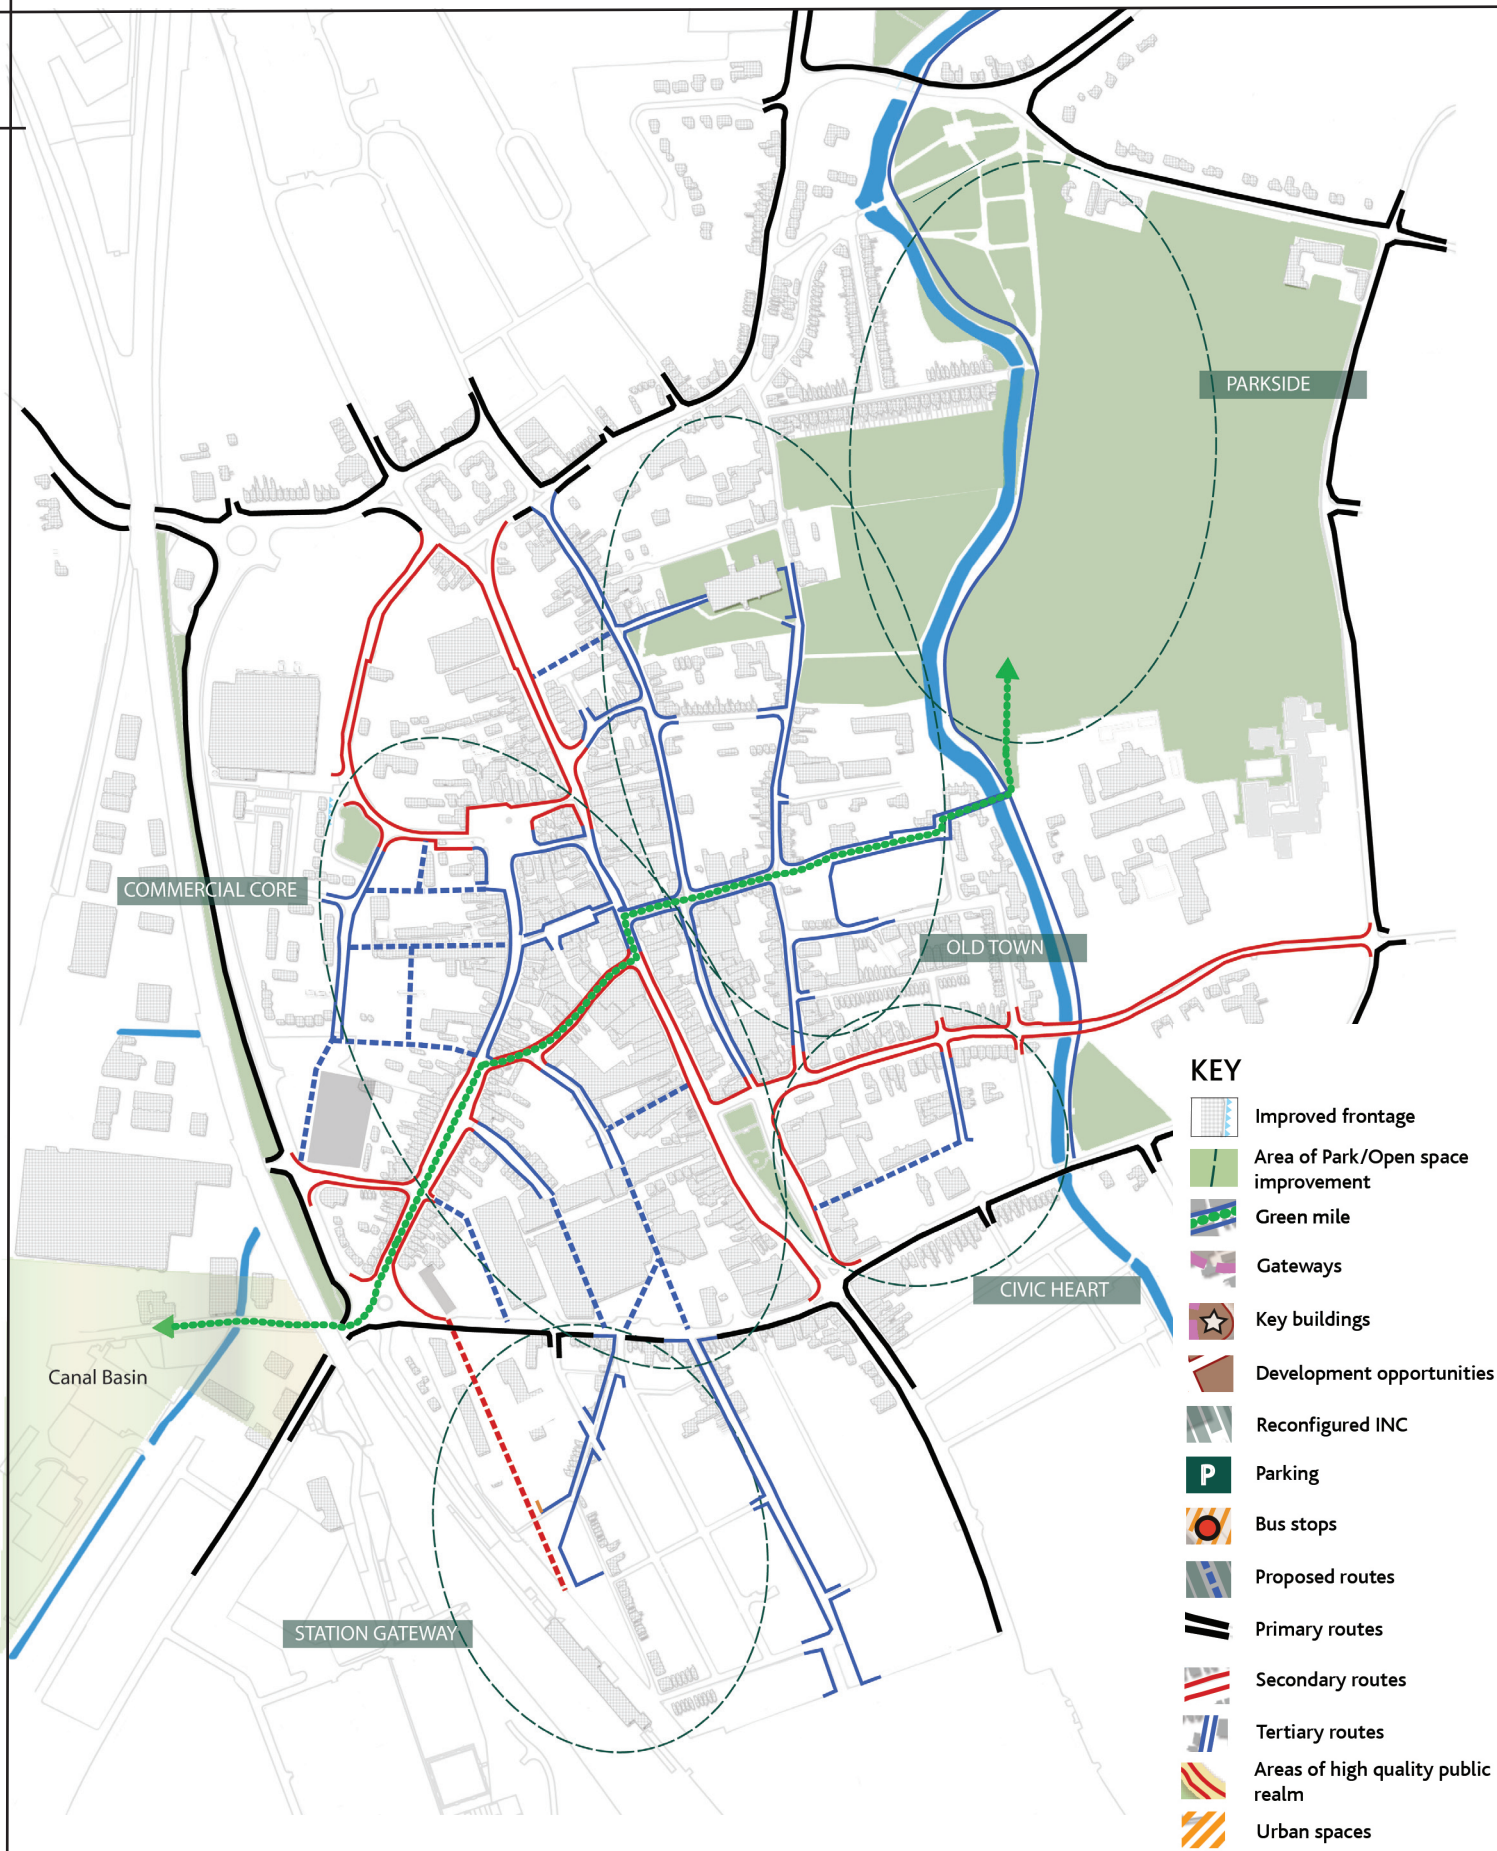 PARKSIDE
COMMERCIAL CORE
OLD TOWN
CIVIC HEART
Canal Basin
STATION GATEWAY
KEY
Improved frontage
Area of Park/Open space
improvement
Green mile
Gateways
Key buildings
Development opportunities
Reconfigured INC
P
Parking
Bus stops
Proposed routes
Primary routes
Secondary routes
Tertiary routes
Areas of high quality public
realm
Urban spaces